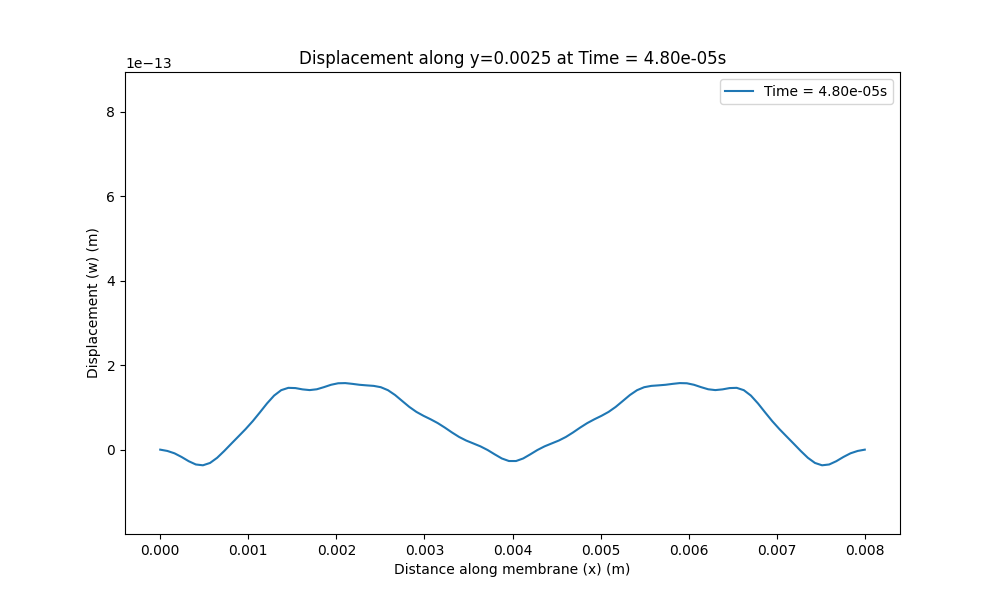 Displacement along y=0.0025 at Time = 4.80e-05s
1e−13
Time = 4.80e-05s
8
6
4
2
0
Displacement (w) (m)
0.000 0.001 0.002 0.003 0.004 0.005 0.006 0.007 0.008
Distance along membrane (x) (m)